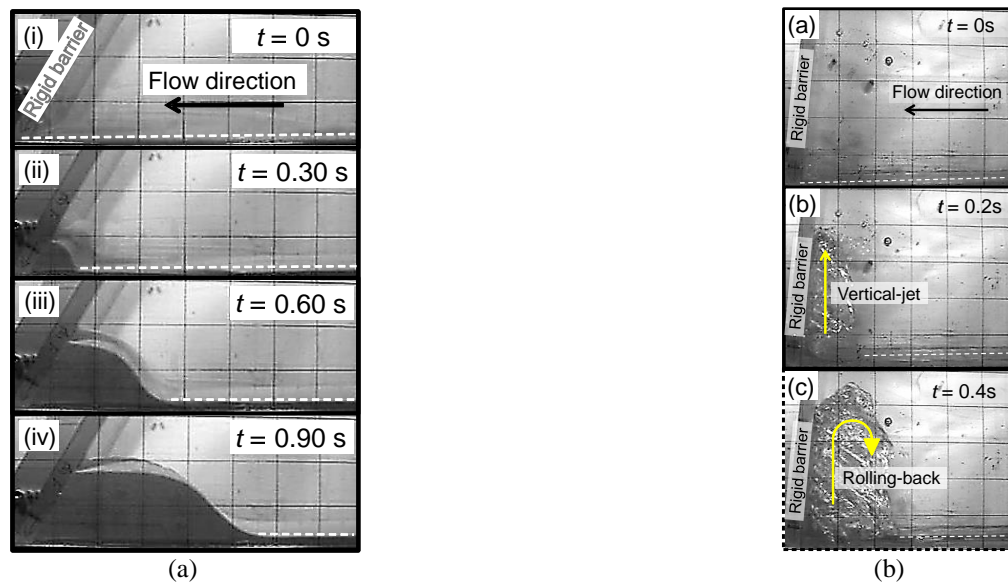 (i)
t = 0 s
Rigid barrier
Flow direction
(ii)
t = 0.30 s
(iii)
t = 0.60 s
(iv)
t = 0.90 s
(a)
(a)
t = 0s
Rigid barrier
Flow direction
(b)
t = 0.2s
Rigid barrier
Vertical-jet
(c)
t = 0.4s
Rigid barrier
Rolling-back
(b)